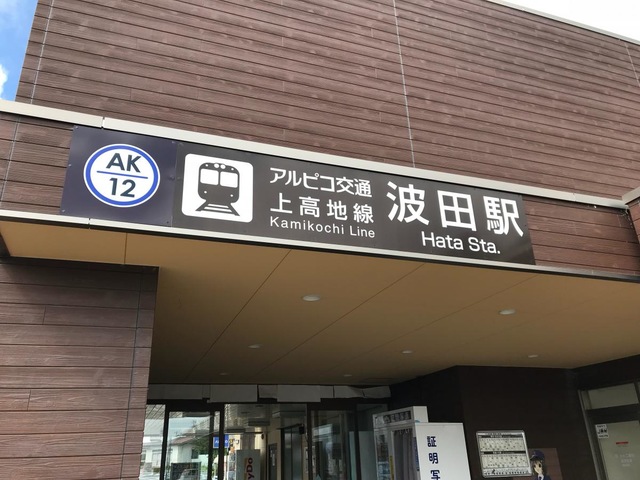 AK
12
アルピコ交通
上高地線
Kamikochi Line
波田駅
Hata Sta.
証明写